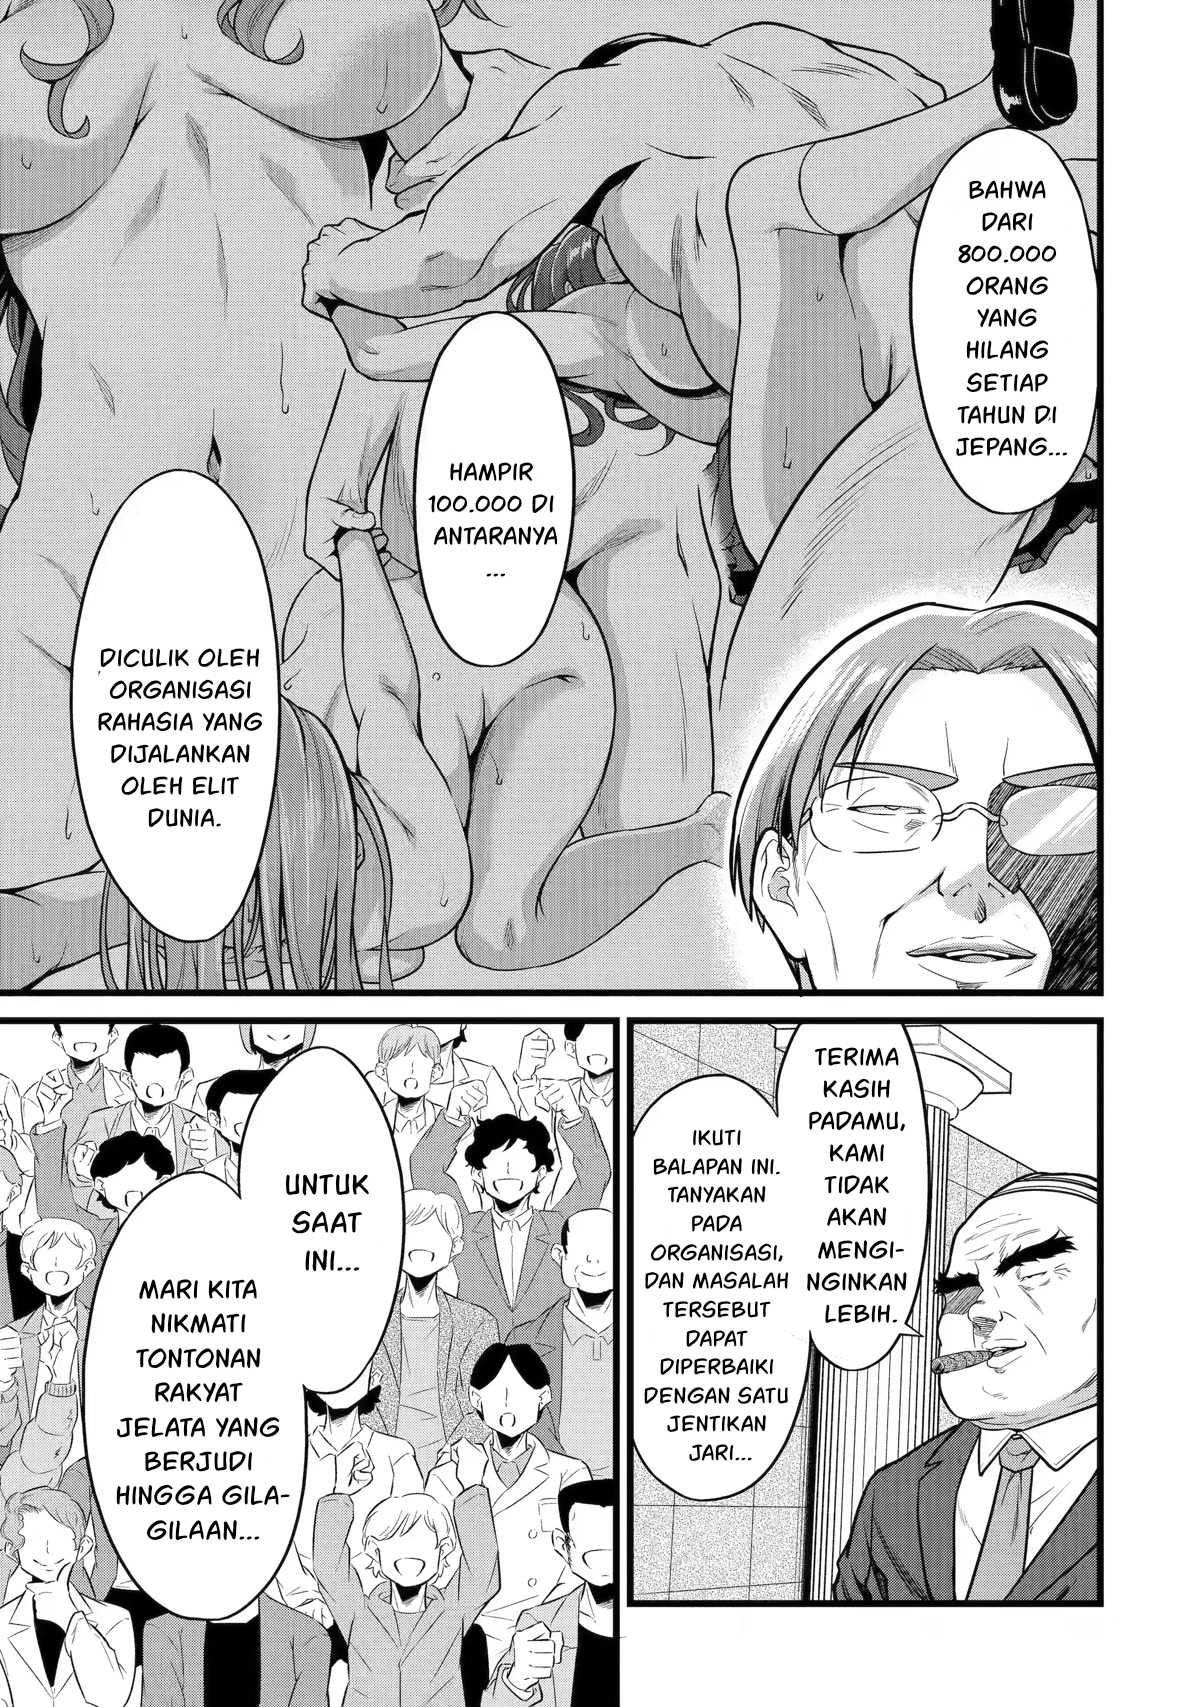 BAHWA
DARI
800.000
ORANG
YANG
HILANG
SETIAP
TAHUN DI
JEPANG...
HAMPIR
100.000 DI
ANTARANYA
...
DICULIK OLEH
ORGANISASI
RAHASIA YANG
DIJALANKAN
OLEH ELIT
DUNIA.
TERIMA
KASIH
PADAMU,
KAMI
TIDAK
AKAN
MENGI-
NGINKAN
LEBIH.
IKUTI
BALAPAN INI.
TANYAKAN
PADA
ORGANISASI,
DAN MASALAH
TERSEBUT
DAPAT
DIPERBAIKI
DENGAN SATU
JENTIKAN
JARI...
UNTUK
SAAT
INI...
MARI KITA
NIKMATI
TONTONAN
RAKYAT
JELATA YANG
BERJUDI
HINGGA GILA-
GILAAN...